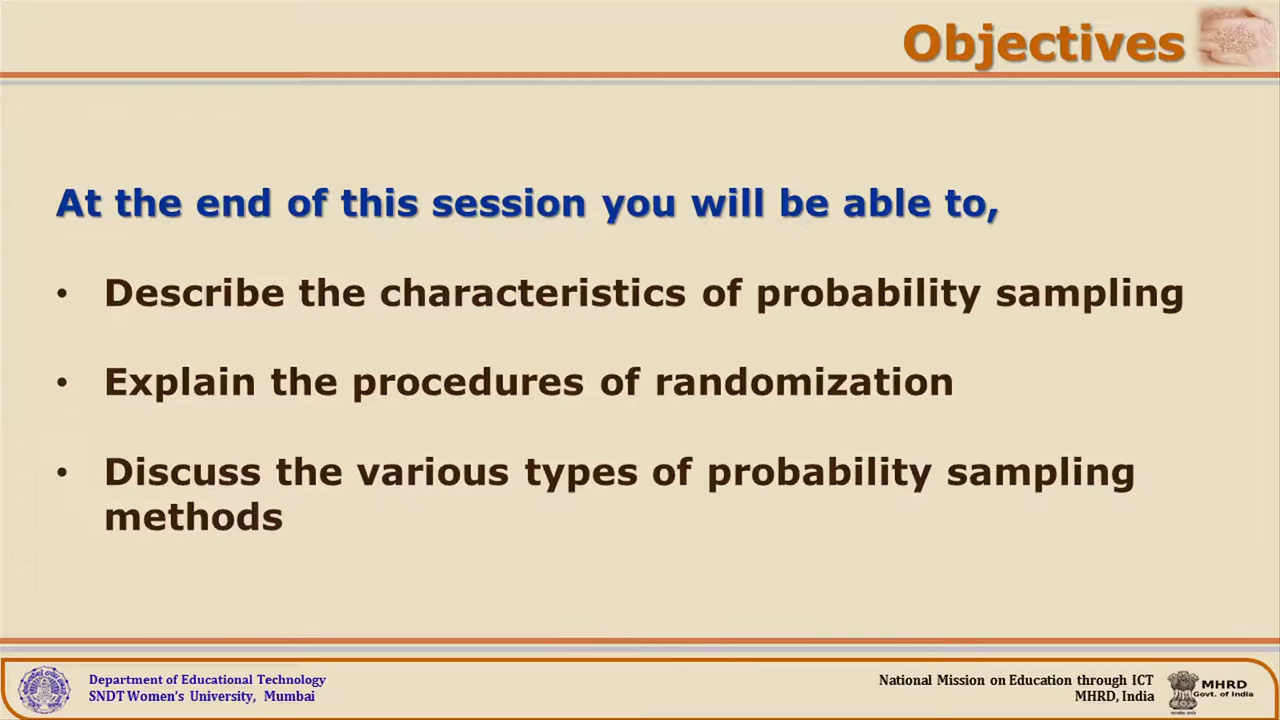 Objectives
At the end of this session you will be able to,
• Describe the characteristics of probability sampling
• Explain the procedures of randomization
• Discuss the various types of probability sampling
methods
Department of Educational Technology
SNDT Women's University, Mumbai
National Mission on Education through ICT
MHRD, India
MHRD
Govt. of India